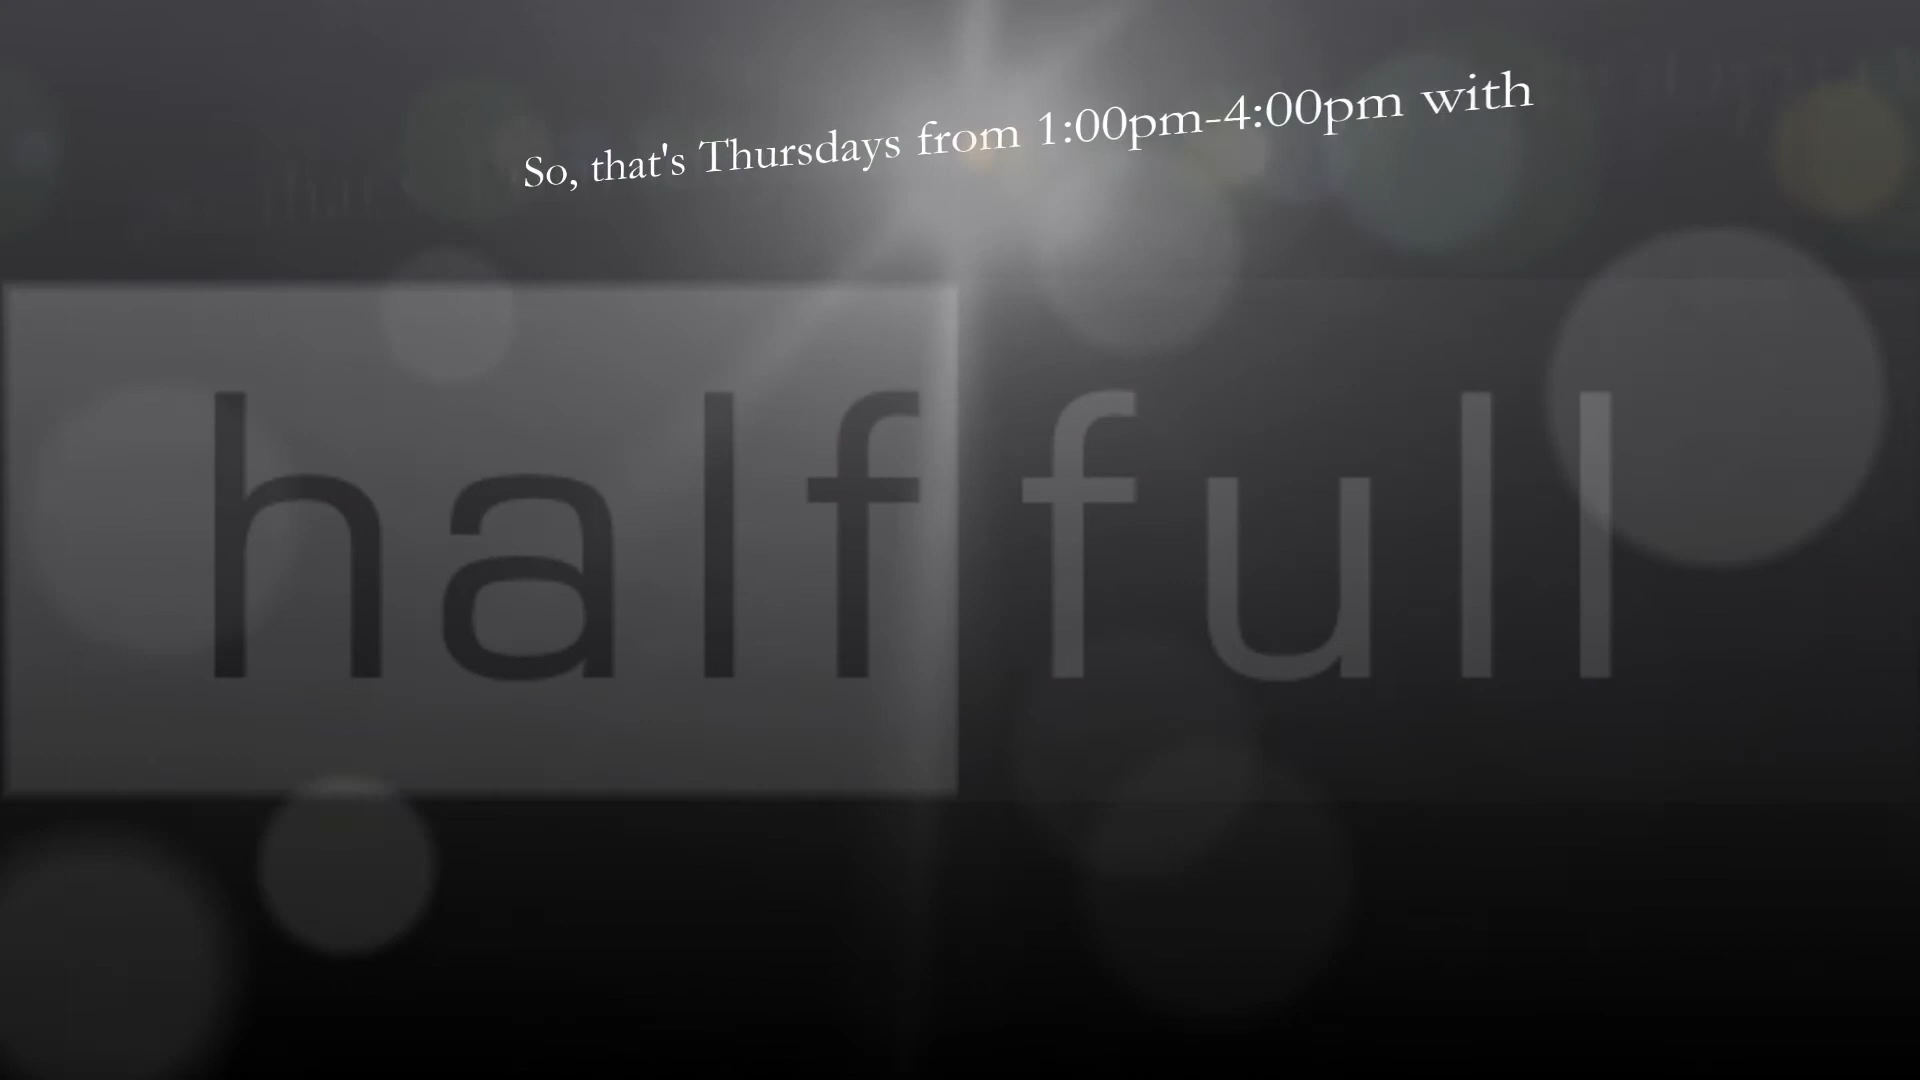 So, that's Thursdays from 1:00pm-4:00pm with
half full